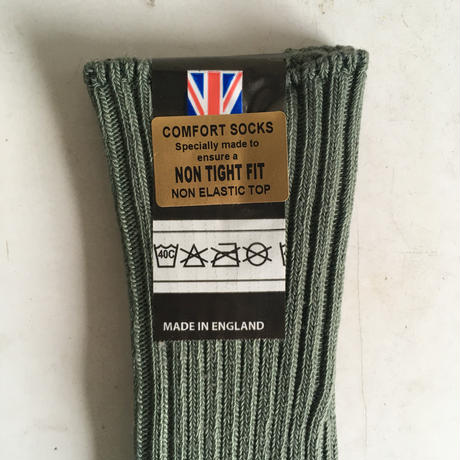 COMFORT SOCKS
Specially made to
ensure a
NON TIGHT FIT
NON ELASTIC TOP
40C
MADE IN ENGLAND